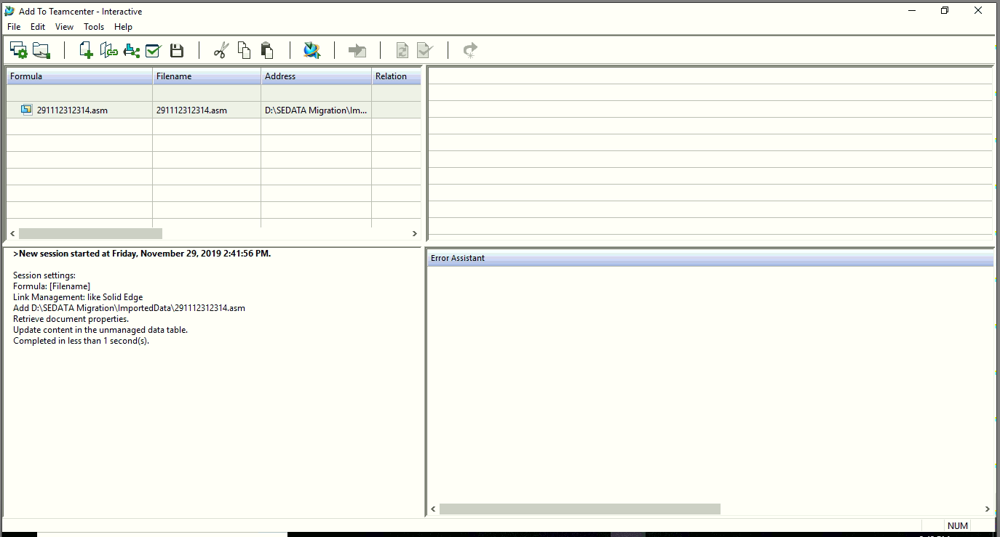 Add To Teamcenter - Interactive
File Edit View Tools Help
Formula Filename Address Relation
291112312314.asm 291112312314.asm D:\SEDATA Migration\Im...
>New session started at Friday, November 29, 2019 2:41:56 PM.
Session settings:
Formula: [Filename]
Link Management: like Solid Edge
Add D:\SEDATA Migration\ImportedData\291112312314.asm
Retrieve document properties.
Update content in the unmanaged data table.
Completed in less than 1 second(s).
Error Assistant
NUM